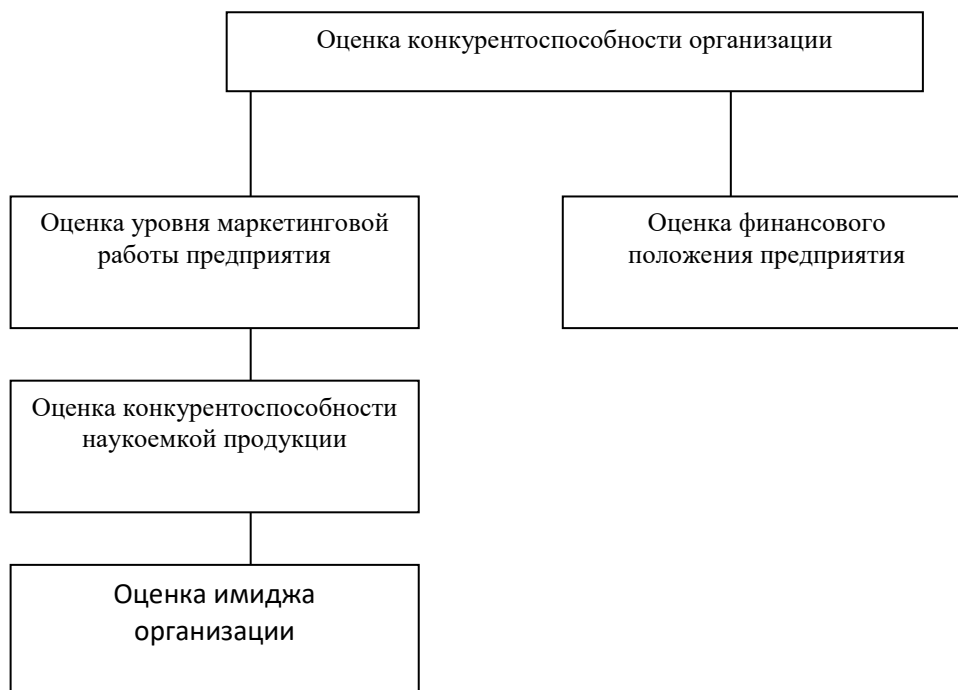 Оценка конкурентоспособности организации
Оценка уровня маркетинговой
работы предприятия
Оценка финансового
положения предприятия
Оценка конкурентоспособности
наукоемкой продукции
Оценка имиджа
организации